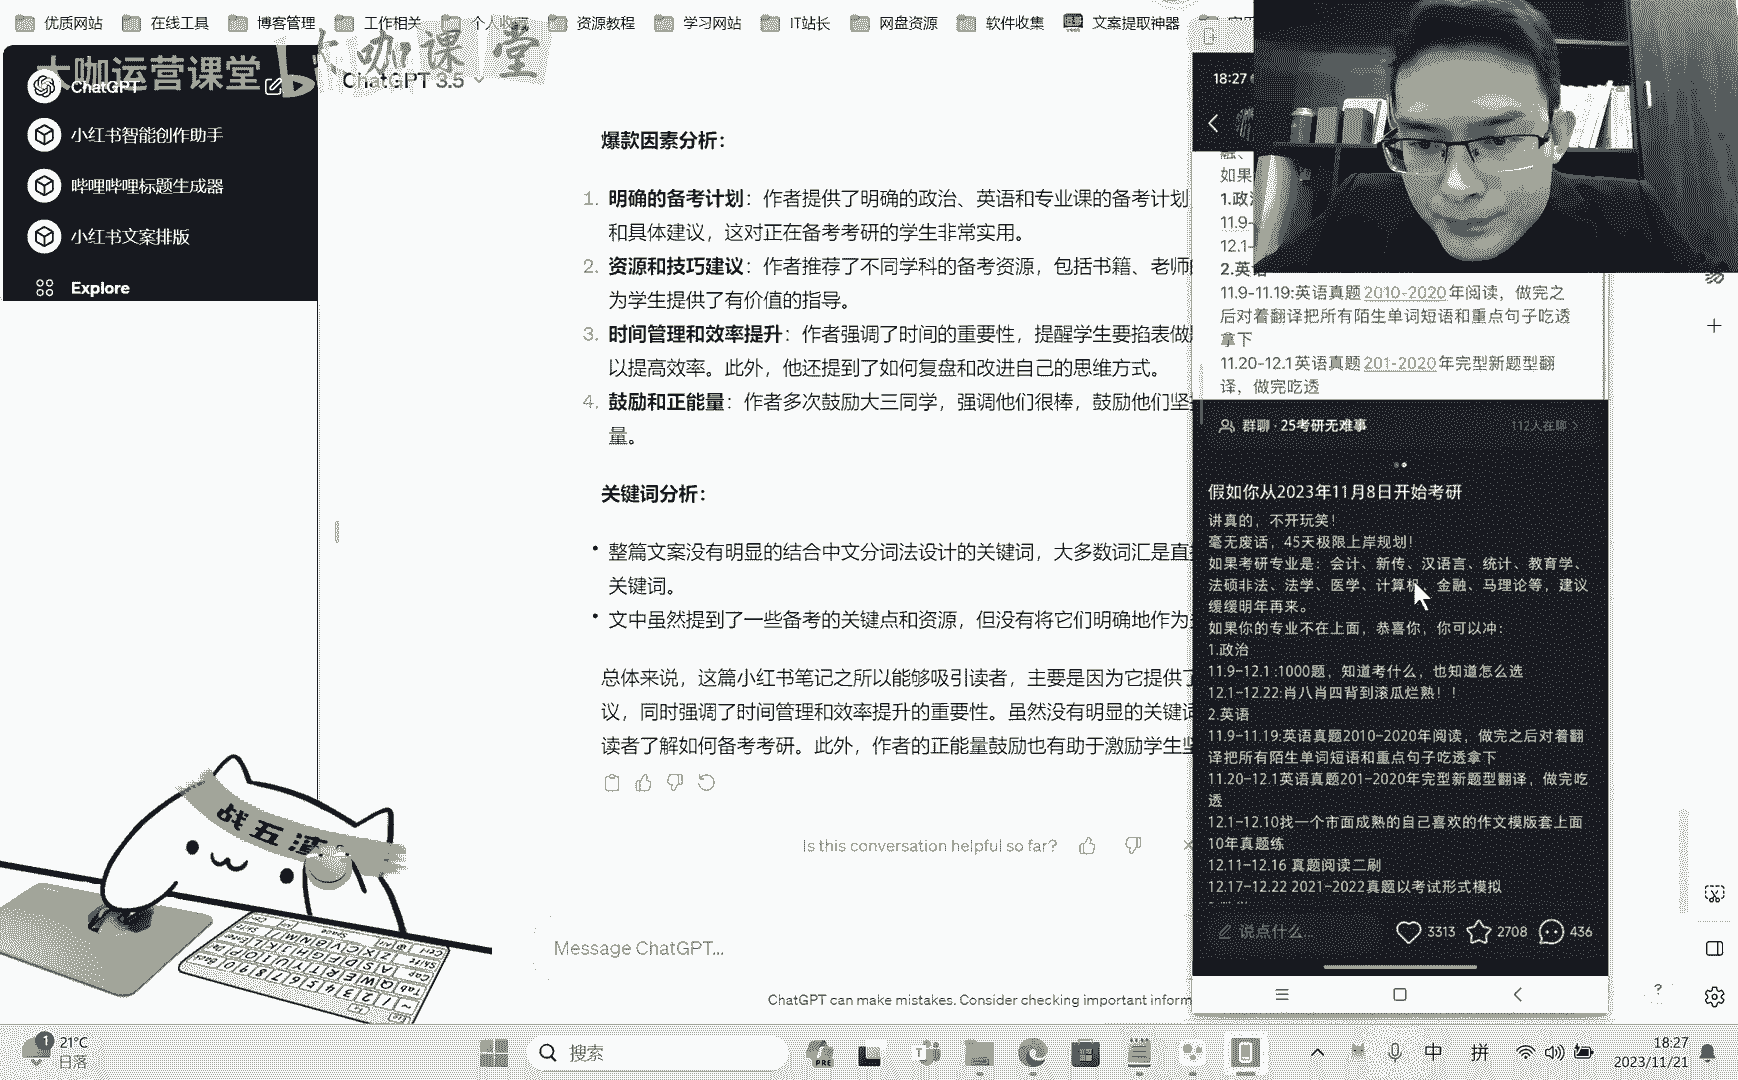 优质网站 在线工具 博客管理 工作相关 资源教程 学习网站 IT站长 网盘资源 软件收集 文案提取神器
大咖运营课堂
大咖课堂
ChatGPT
小红书智能创作助手
哔哩哔哩标题生成器
小红书文案排版
Explore
ChatGPT 3.5
爆款因素分析：
1. 明确的备考计划：作者提供了明确的政治、英语和专业课的备考计划
和具体建议，这对正在备考考研的学生非常实用。
2. 资源和技巧建议：作者推荐了不同学科的备考资源，包括书籍、老师
为学生提供了有价值的指导。
3. 时间管理和效率提升：作者强调了时间的重要性，提醒学生要掐表做
以提高效率。此外，他还提到了如何复盘和改进自己的思维方式。
4. 鼓励和正能量：作者多次鼓励大三同学，强调他们很棒，鼓励他们坚
量。
关键词分析：
• 整篇文案没有明显的结合中文分词法设计的关键词，大多数词汇是直
关键词。
• 文中虽然提到了一些备考的关键点和资源，但没有将它们明确地作为
总体来说，这篇小红书笔记之所以能够吸引读者，主要是因为它提供了
议，同时强调了时间管理和效率提升的重要性。虽然没有明显的关键词
读者了解如何备考考研。此外，作者的正能量鼓励也有助于激励学生坚
Is this conversation helpful so far?
Message ChatGPT...
ChatGPT can make mistakes. Consider checking important inform
18:27
如果
1.政
11.9-
12.1-
2.英
11.9-11.19:英语真题2010-2020年阅读，做完之
后对着翻译把所有陌生单词短语和重点句子吃透
拿下
11.20-12.1英语真题201-2020年完型新题型翻
译，做完吃透
群聊 · 25考研无难事 112人在聊
假如你从2023年11月8日开始考研
讲真的，不开玩笑！
毫无废话，45天极限上岸规划！
如果考研专业是：会计、新传、汉语言、统计、教育学、
法硕非法、法学、医学、计算机、金融、马理论等，建议
缓缓明年再来。
如果你的专业不在上面，恭喜你，你可以冲：
1.政治
11.9-12.1 :1000题，知道考什么，也知道怎么选
12.1-12.22:肖八肖四背到滚瓜烂熟！！
2.英语
11.9-11.19:英语真题2010-2020年阅读，做完之后对着翻
译把所有陌生单词短语和重点句子吃透拿下
11.20-12.1英语真题201-2020年完型新题型翻译，做完吃
透
12.1-12.10找一个市面成熟的自己喜欢的作文模版套上面
10年真题练
12.11-12.16 真题阅读二刷
12.17-12.22 2021-2022真题以考试形式模拟
说点什么... 3313 2708 436
战五渣
1 21°C
日落
搜索
中 拼
18:27
2023/11/21